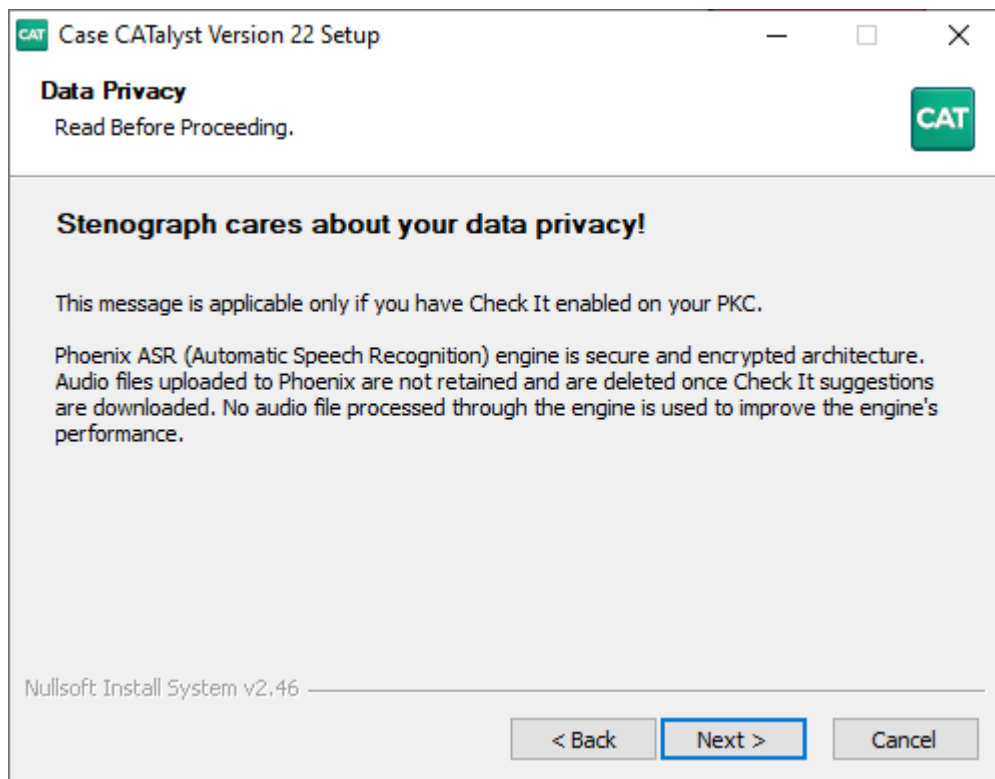 CAT Case CATalyst Version 22 Setup
Data Privacy
Read Before Proceeding.
CAT
Stenograph cares about your data privacy!
This message is applicable only if you have Check It enabled on your PKC.
Phoenix ASR (Automatic Speech Recognition) engine is secure and encrypted architecture.
Audio files uploaded to Phoenix are not retained and are deleted once Check It suggestions
are downloaded. No audio file processed through the engine is used to improve the engine's
performance.
Nullsoft Install System v2.46
< Back Next > Cancel